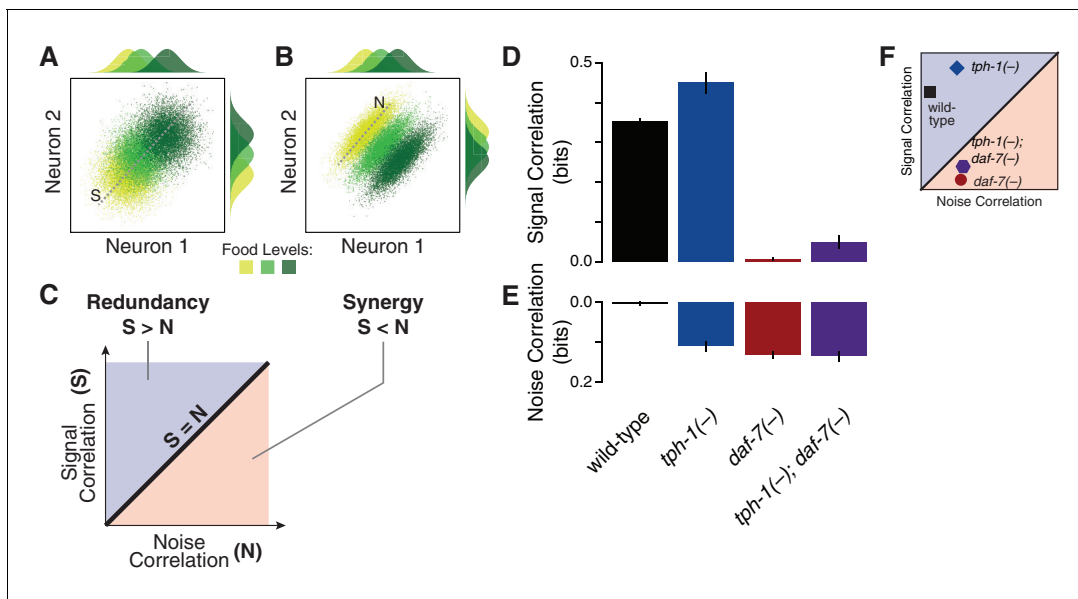 A
B
Neuron 2
S
Neuron 1
Neuron 2
N
Neuron 1
Food Levels:
C
Redundancy
S > N
Synergy
S < N
S = N
Signal
Correlation (S)
Noise
Correlation (N)
D
Signal Correlation
(bits)
0.5
0.0
E
Noise Correlation
(bits)
0.0
0.2
wild-type
tph-1(–)
daf-7(–)
tph-1(–); daf-7(–)
F
Signal Correlation
Noise Correlation
tph-1(–)
wild-
type
tph-1(–);
daf-7(–)
daf-7(–)